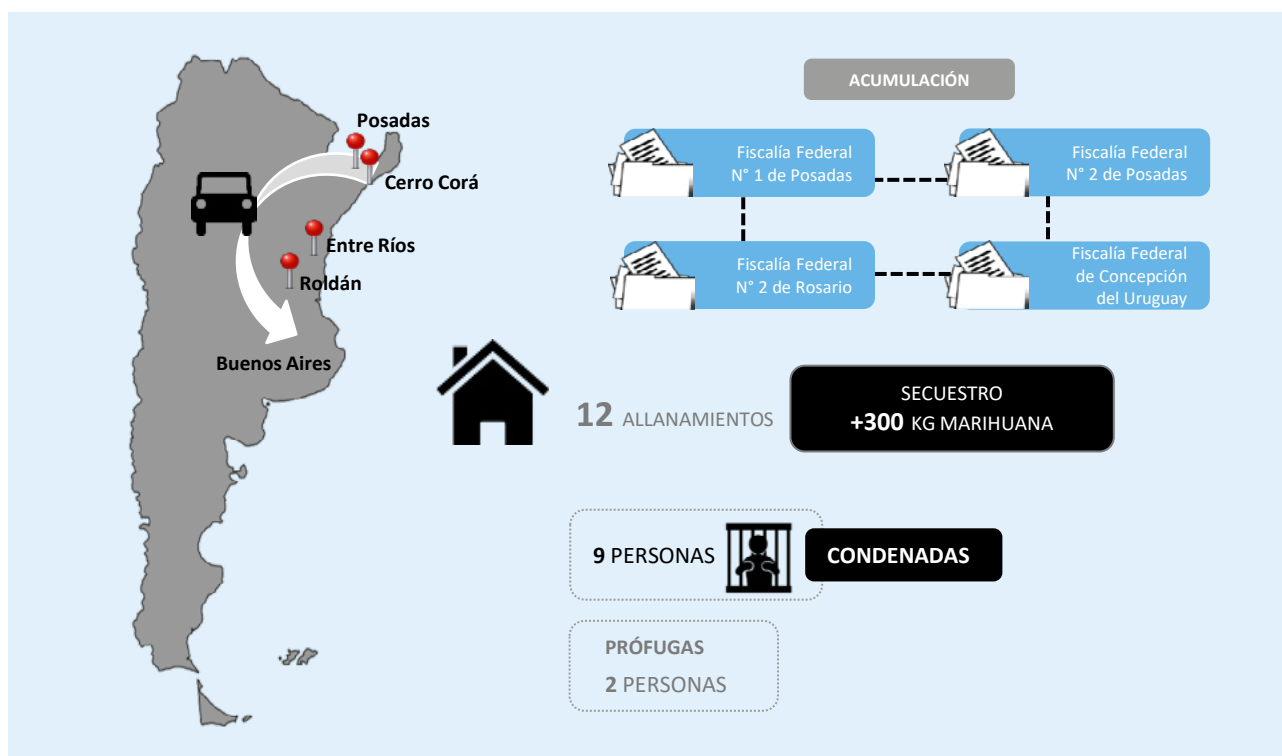 Posadas
Cerro Corá
Entre Ríos
Roldán
Buenos Aires
ACUMULACIÓN
Fiscalía Federal
N° 1 de Posadas
Fiscalía Federal
N° 2 de Posadas
Fiscalía Federal
N° 2 de Rosario
Fiscalía Federal
de Concepción
del Uruguay
12 ALLANAMIENTOS
SECUESTRO
+300 KG MARIHUANA
9 PERSONAS
CONDENADAS
PRÓFUGAS
2 PERSONAS